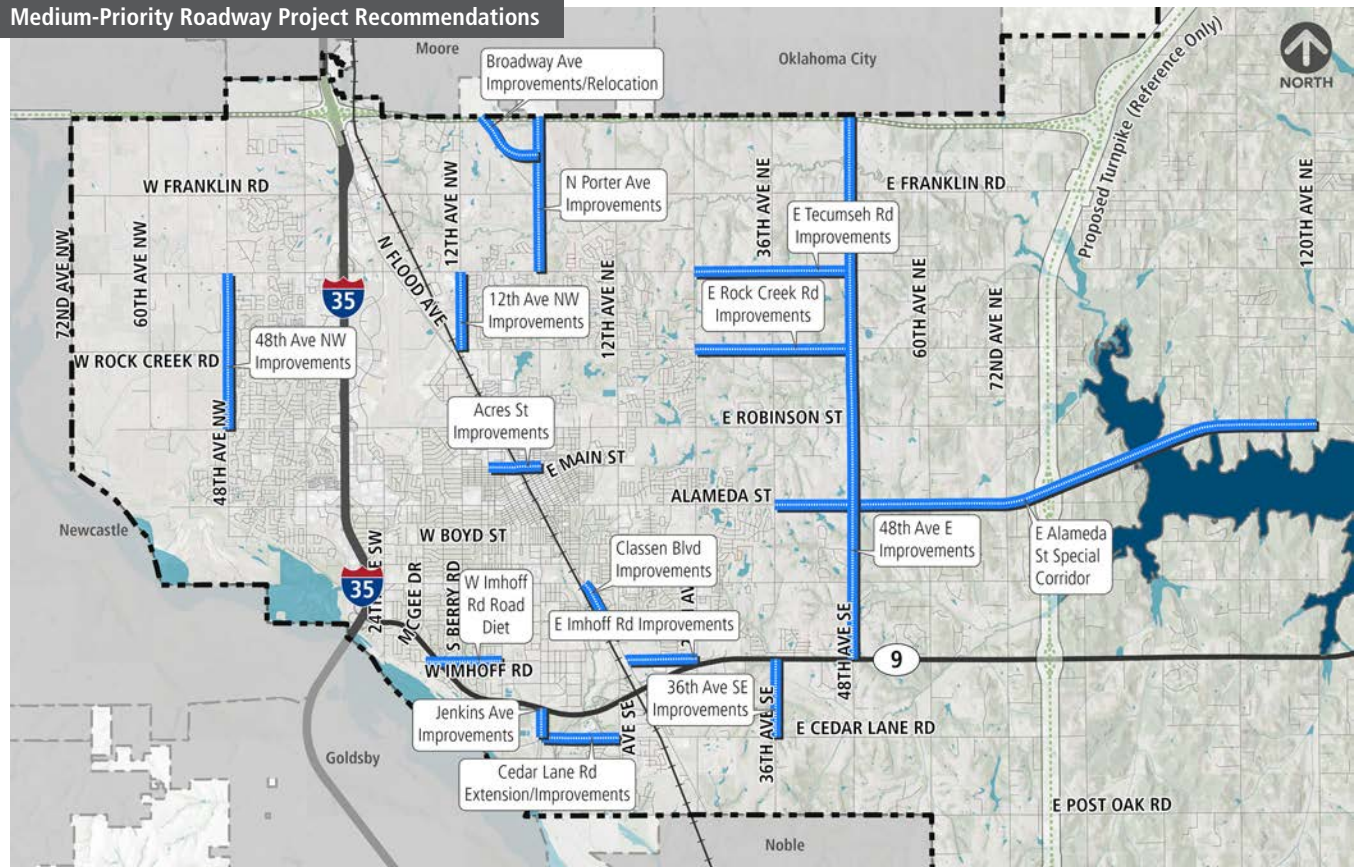 Medium-Priority Roadway Project Recommendations
Moore
Oklahoma City
NORTH
Broadway Ave
Improvements/Relocation
Proposed Turnpike (Reference Only)
W FRANKLIN RD
12TH AVE NW
N Porter Ave
Improvements
36TH AVE NE
E FRANKLIN RD
E Tecumseh Rd
Improvements
120TH AVE NE
72ND AVE NW
60TH AVE NW
N FLOOD AVE
35
12th Ave NW
Improvements
12TH AVE NE
E Rock Creek Rd
Improvements
60TH AVE NE
72ND AVE NE
48th Ave NW
Improvements
W ROCK CREEK RD
48TH AVE NW
Acres St
Improvements
E MAIN ST
E ROBINSON ST
ALAMEDA ST
Newcastle
W BOYD ST
48th Ave E
Improvements
E Alameda
St Special
Corridor
35
24TH
E SW
MCGEE DR
S BERRY RD
W Imhoff
Rd Road
Diet
Classen Blvd
Improvements
AV
E Imhoff Rd Improvements
48TH AVE SE
9
W IMHOFF RD
36th Ave SE
Improvements
36TH AVE SE
Jenkins Ave
Improvements
AVE SE
E CEDAR LANE RD
Goldsby
Cedar Lane Rd
Extension/Improvements
E POST OAK RD
Noble